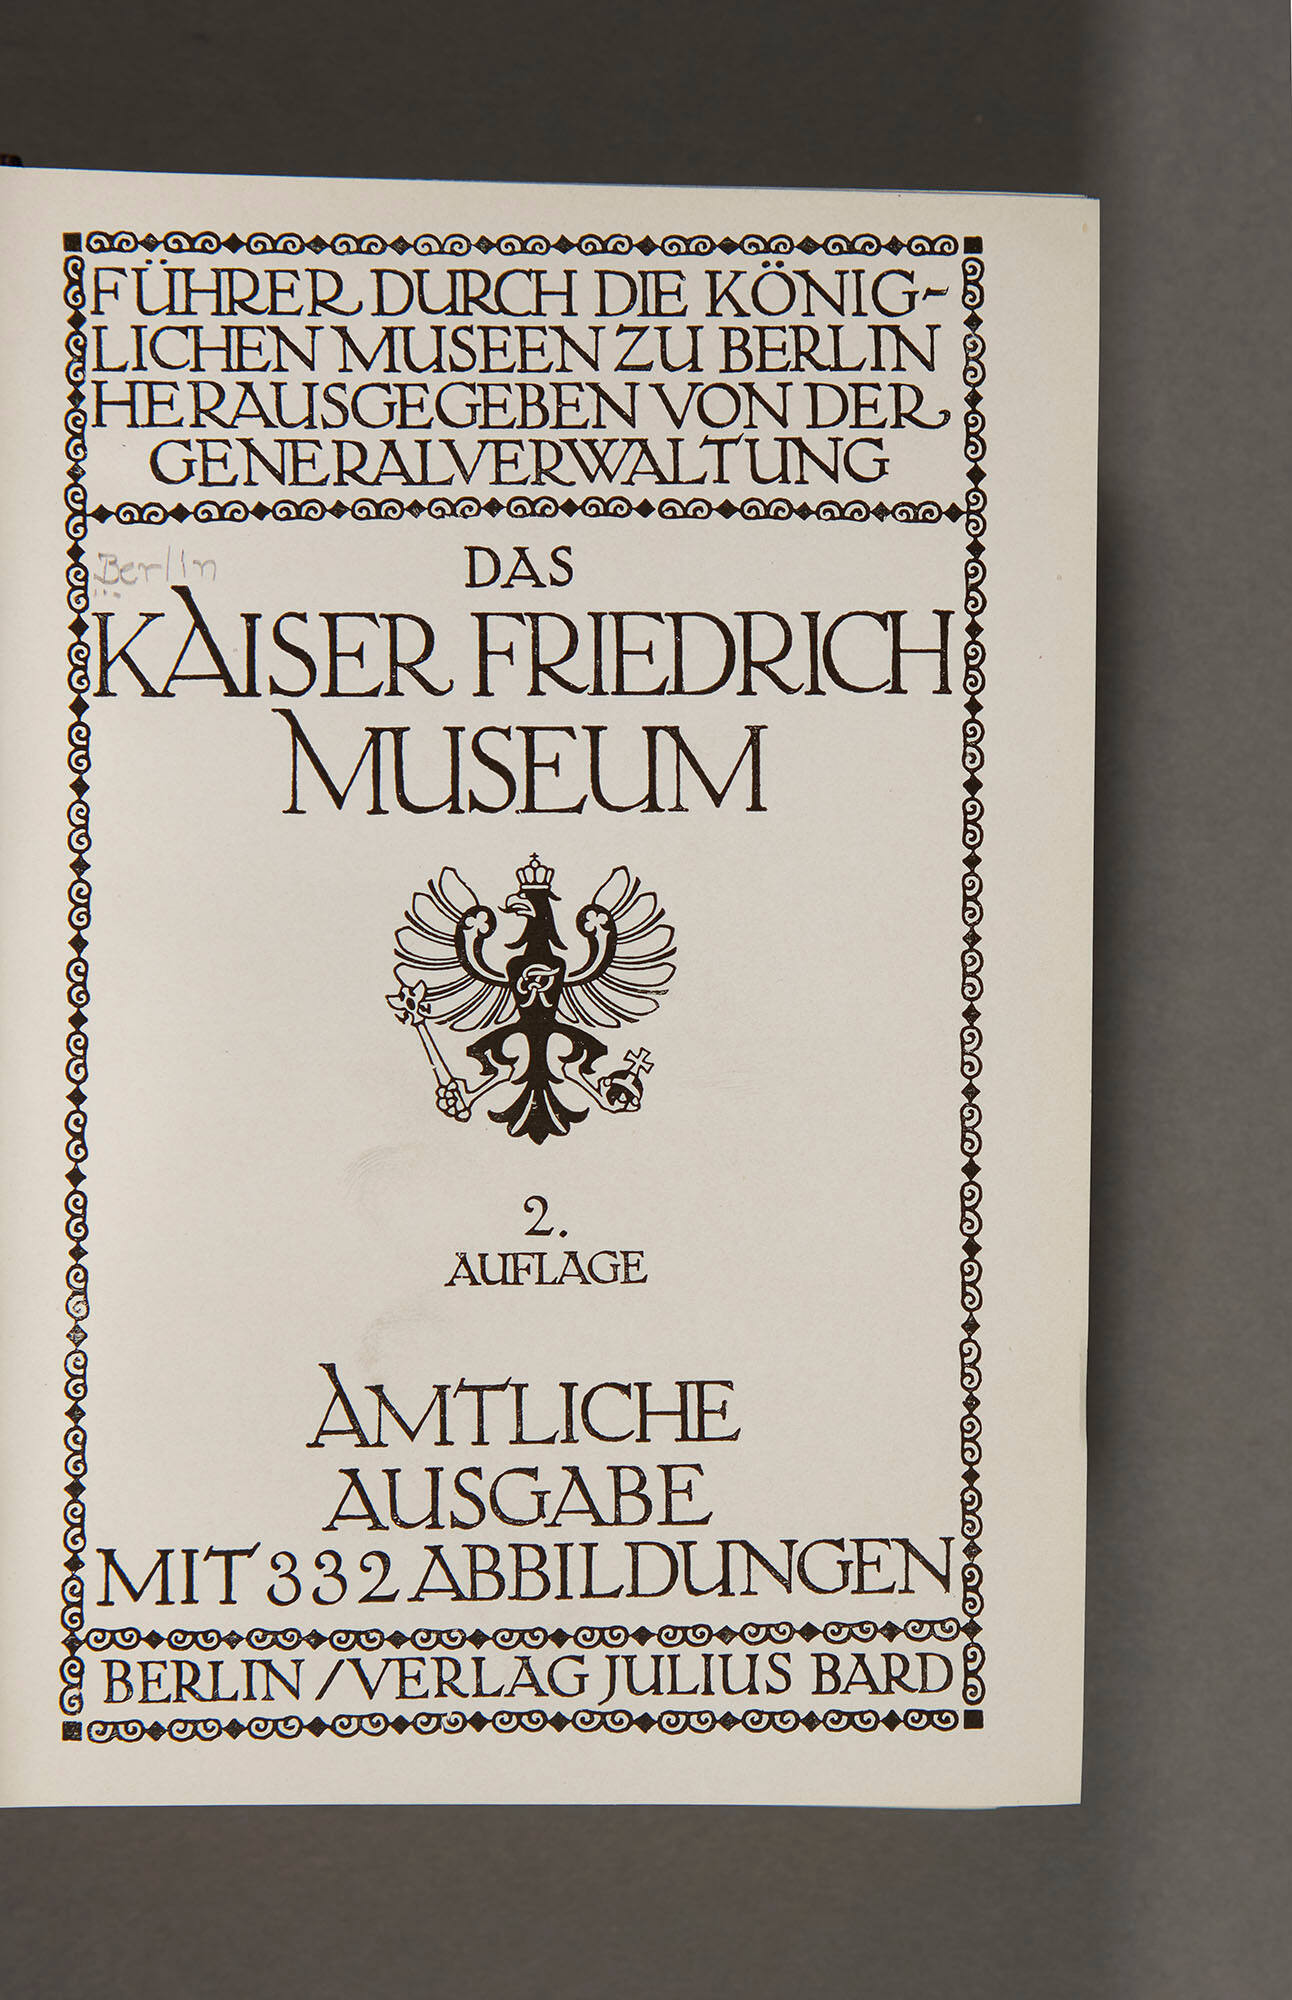 FÜHRER DURCH DIE KÖNIG-
LICHEN MUSEEN ZU BERLIN
HERAUSGEGEBEN VON DER
GENERALVERWALTUNG
Berlin
DAS
KAISER FRIEDRICH
MUSEUM
FR
2.
AUFLAGE
AMTLICHE
AUSGABE
MIT 332 ABBILDUNGEN
BERLIN / VERLAG JULIUS BARD